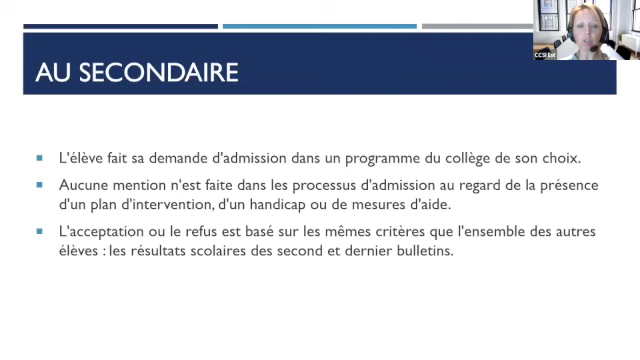 CCSI Est
AU SECONDAIRE
L'élève fait sa demande d'admission dans un programme du collège de son choix.
Aucune mention n'est faite dans les processus d'admission au regard de la présence
d'un plan d'intervention, d'un handicap ou de mesures d'aide.
L'acceptation ou le refus est basé sur les mêmes critères que l'ensemble des autres
élèves : les résultats scolaires des second et dernier bulletins.